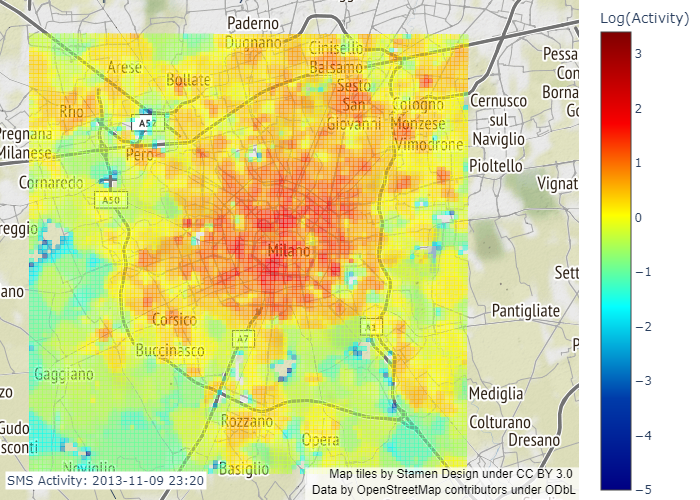 Log(Activity)
Paderno
Dugnano
Cinisello
Balsamo
Arese
Bollate
Sesto
San
Giovanni
Rho
A52
Cologno
Monzese
Vimodrone
Cernusco
sul
Naviglio
Pessa
Con
Borna
Go
Pregnana
Milanese
Pero
Pioltello
Cornaredo
Vignat
A50
reggio
Milano
Sett
ano
Corsico
A7
A1
Pantigliate
P
Buccinasco
Gaggiano
Mediglia
zo
Rozzano
Colturano
Gudo
sconti
Opera
Dresano
Noviglio
Basiglio
SMS Activity: 2013-11-09 23:20
Map tiles by Stamen Design under CC BY 3.0
Data by OpenStreetMap contributors under ODbL
3
2
1
0
−1
−2
−3
−4
−5